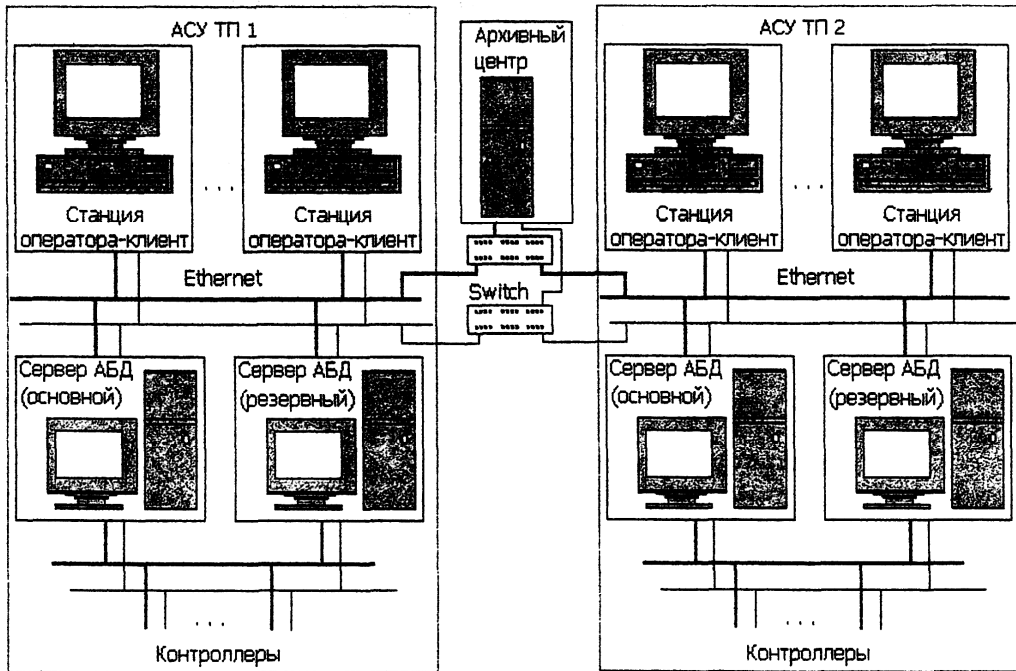 АСУ ТП 1
Станция
оператора-клиент
. . .
Станция
оператора-клиент
Ethernet
Сервер АБД
(основной)
Сервер АБД
(резервный)
. . .
Контроллеры
Архивный
центр
Switch
АСУ ТП 2
Станция
оператора-клиент
. . .
Станция
оператора-клиент
Ethernet
Сервер АБД
(основной)
Сервер АБД
(резервный)
. . .
Контроллеры